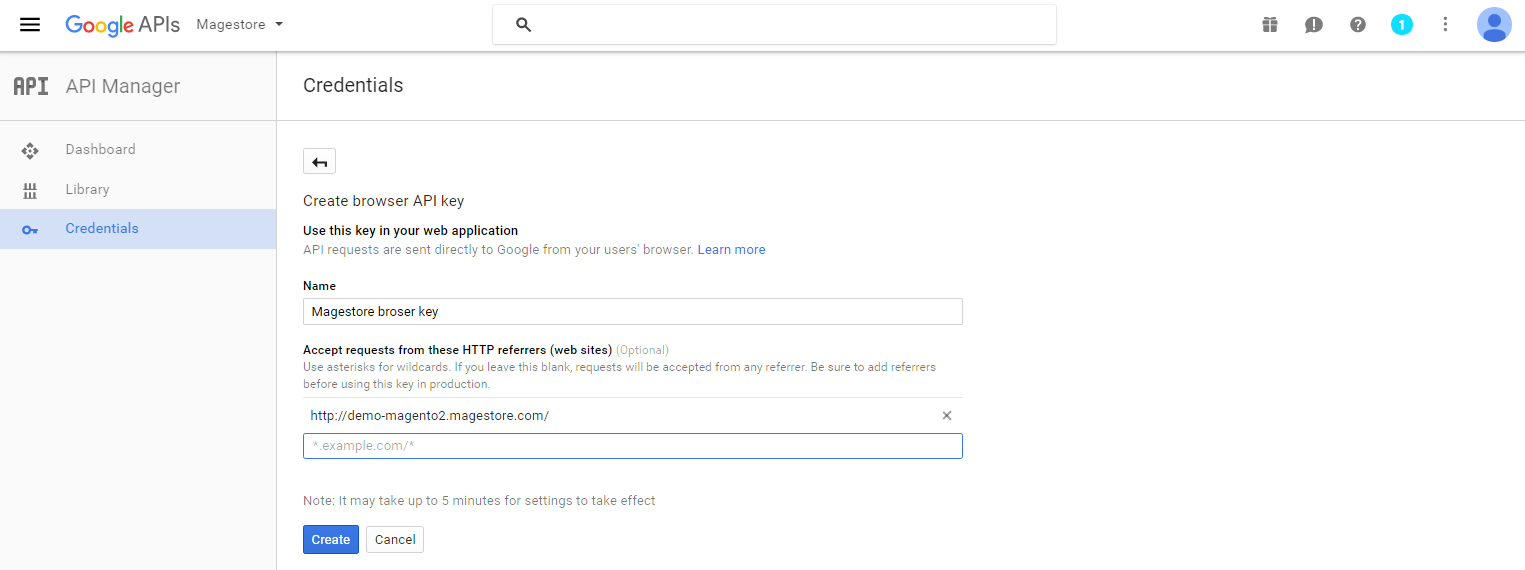 Google APIs Magestore
1
API API Manager
Credentials
Dashboard
Library
Credentials
Create browser API key
Use this key in your web application
API requests are sent directly to Google from your users' browser. Learn more
Name
Magestore broser key
Accept requests from these HTTP referrers (web sites) (Optional)
Use asterisks for wildcards. If you leave this blank, requests will be accepted from any referrer. Be sure to add referrers
before using this key in production.
http://demo-magento2.magestore.com/
*.example.com/*
Note: It may take up to 5 minutes for settings to take effect
Create Cancel